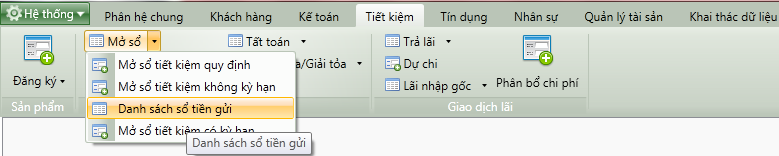 Hệ thống Phân hệ chung Khách hàng Kế toán Tiết kiệm Tín dụng Nhân sự Quản lý tài sản Khai thác dữ liệu
Mở sổ Tất toán Trả lãi
Mở sổ tiết kiệm quy định /Giải tỏa Dự chi
Đăng ký Mở sổ tiết kiệm không kỳ hạn Lãi nhập gốc Phân bổ chi phí
Sản phẩm Danh sách sổ tiền gửi Giao dịch lãi
Mở sổ tiết kiệm có kỳ hạn
Danh sách sổ tiền gửi